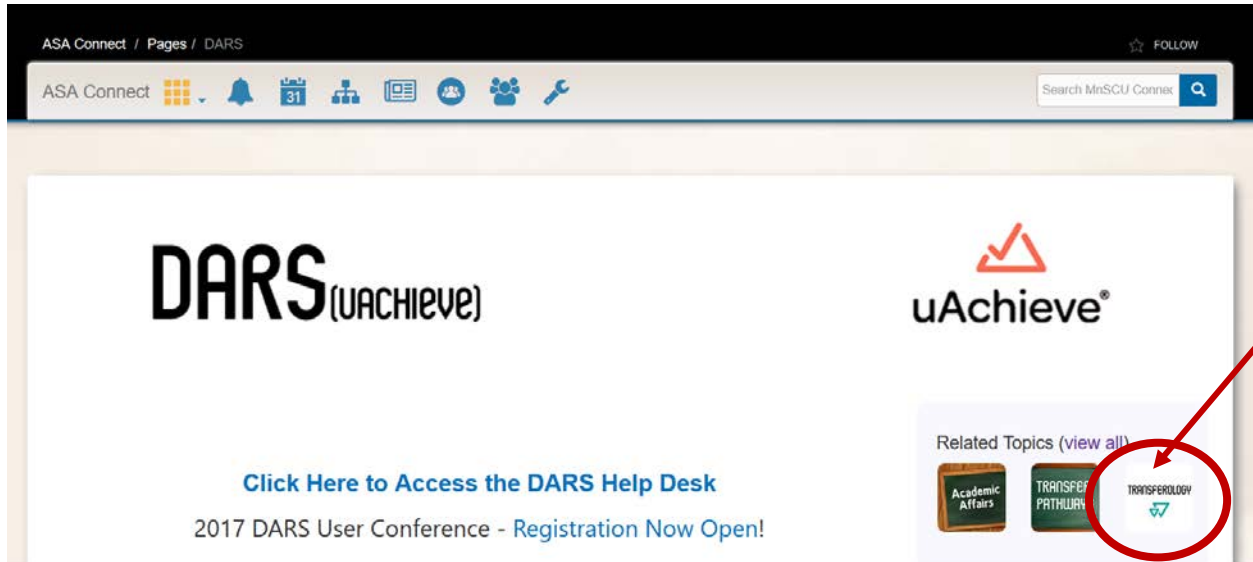 ASA Connect / Pages / DARS
FOLLOW
ASA Connect
31
Search MnSCU Connec
DARS(UACHIEVE)
uAchieve®
Related Topics (view all)
Academic
Affairs
TRANSFER
PATHWAY
TRANSFEROLOGY
Click Here to Access the DARS Help Desk
2017 DARS User Conference - Registration Now Open!